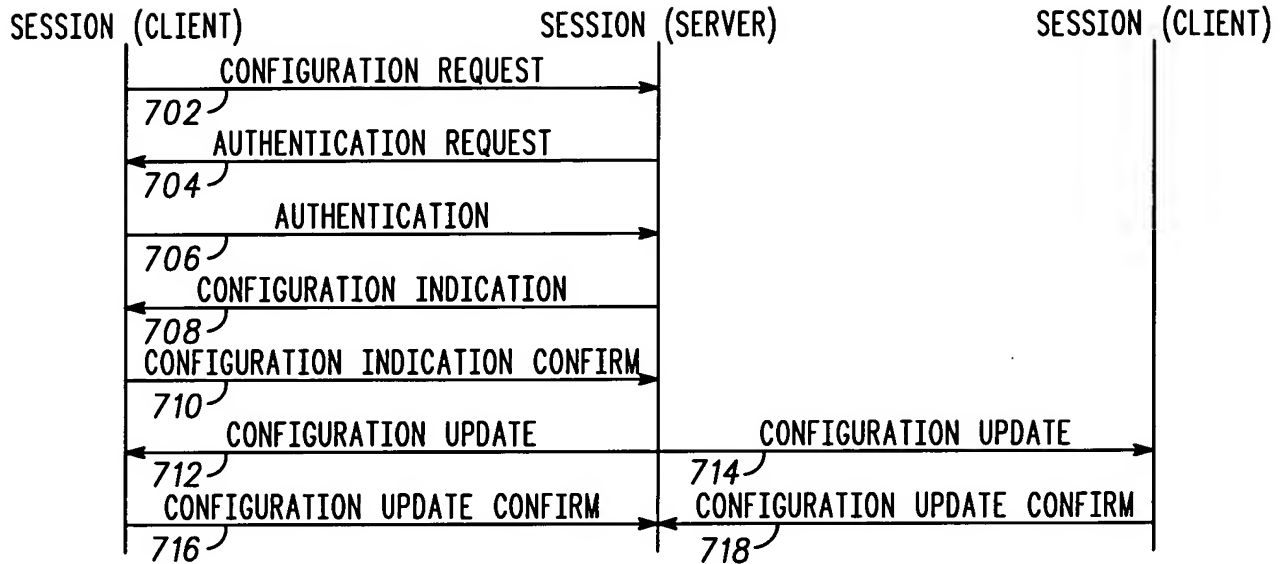 SESSION (CLIENT)
SESSION (SERVER)
SESSION (CLIENT)
CONFIGURATION REQUEST
702
AUTHENTICATION REQUEST
704
AUTHENTICATION
706
CONFIGURATION INDICATION
708
CONFIGURATION INDICATION CONFIRM
710
CONFIGURATION UPDATE
712
CONFIGURATION UPDATE
714
CONFIGURATION UPDATE CONFIRM
716
CONFIGURATION UPDATE CONFIRM
718